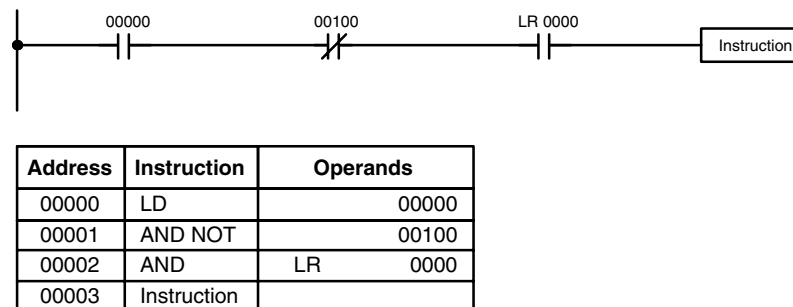 00000 00100 LR 0000
Instruction
Address Instruction Operands
00000 LD 00000
00001 AND NOT 00100
00002 AND LR 0000
00003 Instruction